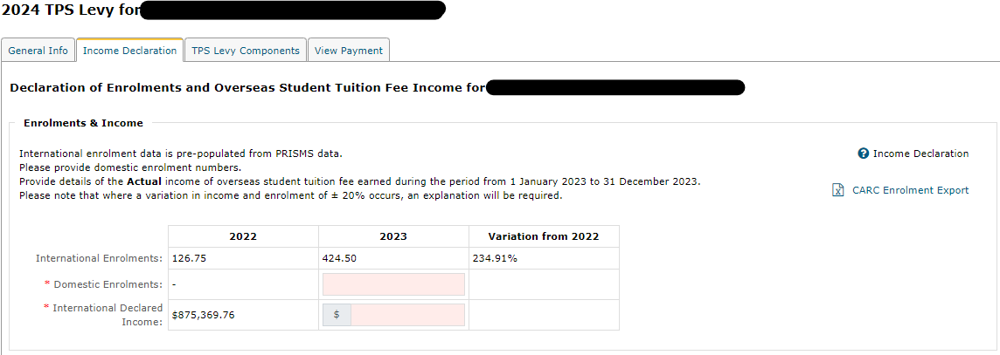 2024 TPS Levy for
General Info Income Declaration TPS Levy Components View Payment
Declaration of Enrolments and Overseas Student Tuition Fee Income for
Enrolments & Income
International enrolment data is pre-populated from PRISMS data.
Please provide domestic enrolment numbers.
Provide details of the Actual income of overseas student tuition fee earned during the period from 1 January 2023 to 31 December 2023.
Please note that where a variation in income and enrolment of ± 20% occurs, an explanation will be required.
? Income Declaration
CARC Enrolment Export
2022 2023 Variation from 2022
International Enrolments: 126.75 424.50 234.91%
* Domestic Enrolments: -
* International Declared
Income: $875,369.76 $